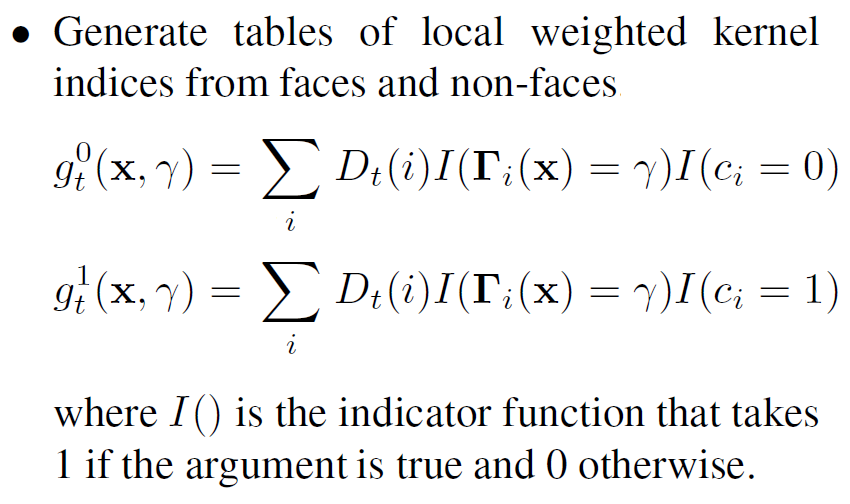 • Generate tables of local weighted kernel
indices from faces and non-faces.
g_t^0(𝐱, γ) = ∑_i D_t(i)I(𝚪_i(𝐱) = γ)I(c_i = 0)
g_t^1(𝐱, γ) = ∑_i D_t(i)I(𝚪_i(𝐱) = γ)I(c_i = 1)
where I() is the indicator function that takes
1 if the argument is true and 0 otherwise.